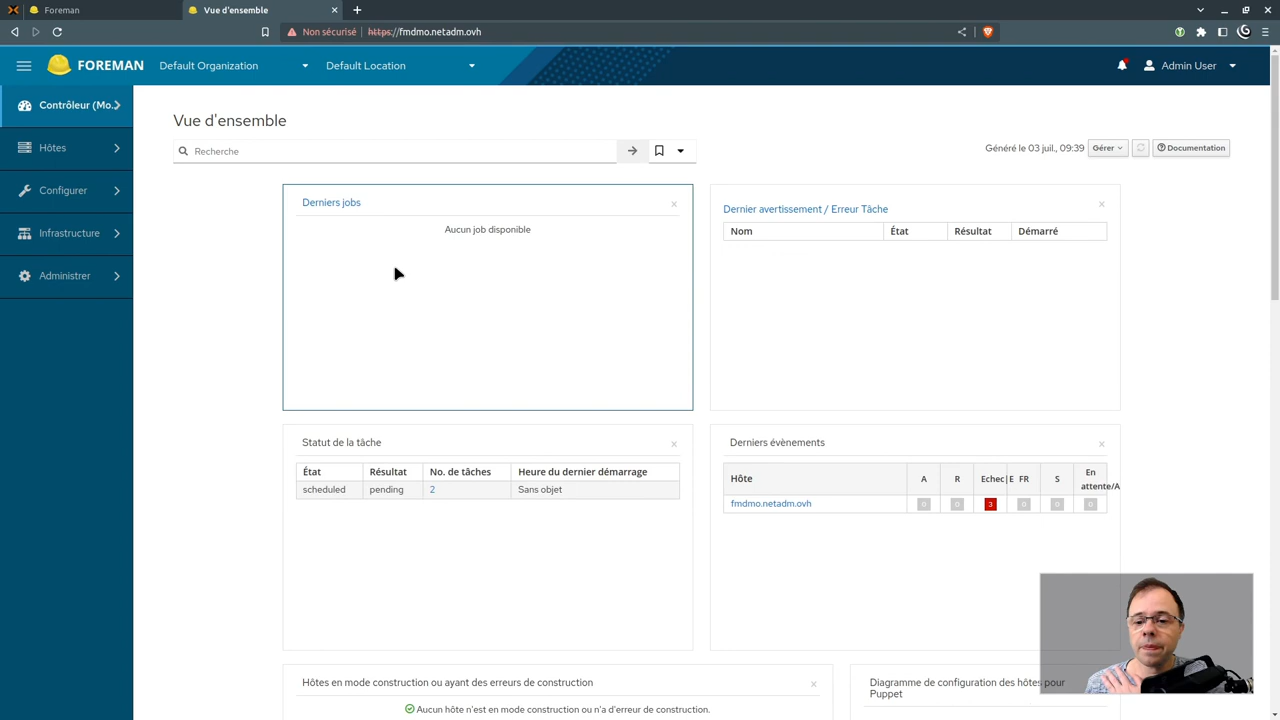 Foreman
Vue d'ensemble
Non sécurisé
https://fmdmo.netadm.ovh
FOREMAN
Default Organization
Default Location
Admin User
Contrôleur (Mo..
Hôtes
Configurer
Infrastructure
Administrer
Vue d'ensemble
Recherche
Généré le 03 juil., 09:39
Gérer
Documentation
Derniers jobs
Aucun job disponible
Dernier avertissement / Erreur Tâche
Nom État Résultat Démarré
Statut de la tâche
État Résultat No. de tâches Heure du dernier démarrage
scheduled pending 2 Sans objet
Derniers évènements
Hôte A R Echec|E FR S En attente/A
fmdmo.netadm.ovh 0 0 3 0 0 0
Hôtes en mode construction ou ayant des erreurs de construction
Aucun hôte n'est en mode construction ou n'a d'erreur de construction.
Diagramme de configuration des hôtes pour
Puppet